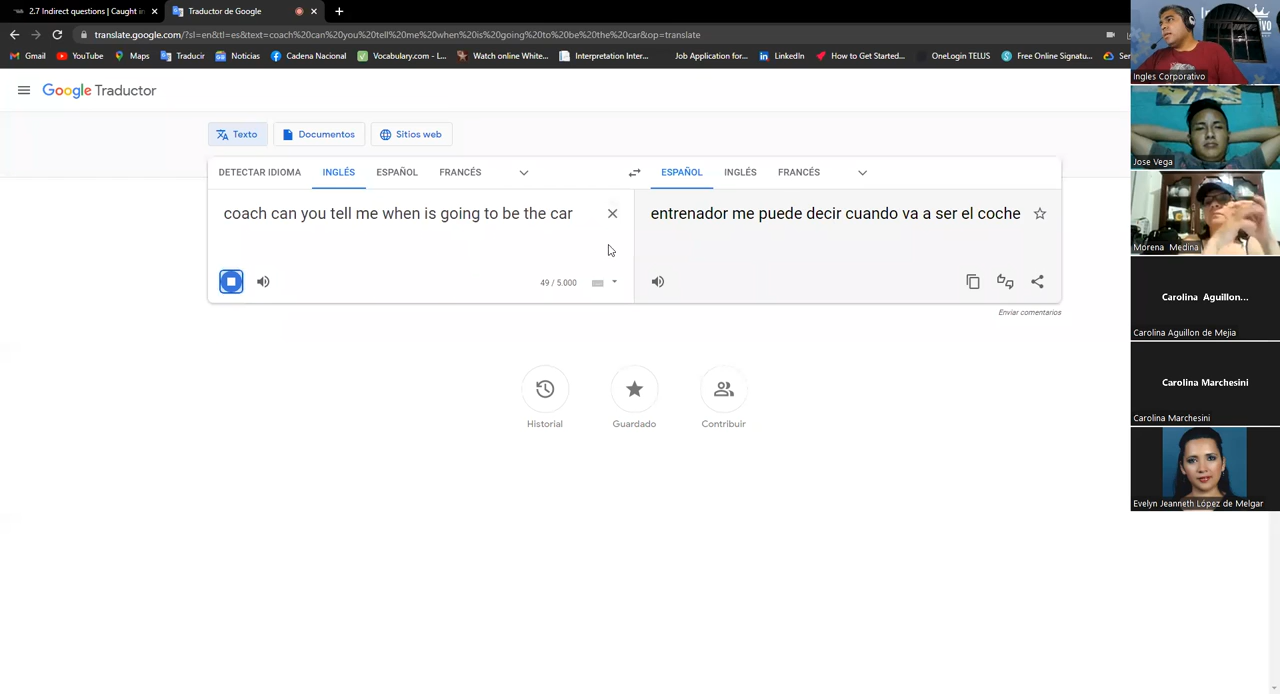 2.7 Indirect questions | Caught in
Traductor de Google
translate.google.com/?sl=en&tl=es&text=coach%20can%20you%20tell%20me%20when%20is%20going%20to%20be%20the%20car&op=translate
Gmail
YouTube
Maps
Traducir
Noticias
Cadena Nacional
Vocabulary.com - L...
Watch online White...
Interpretation Inter...
Job Application for...
LinkedIn
How to Get Started...
OneLogin TELUS
Free Online Signatu...
Ser
Google Traductor
Texto
Documentos
Sitios web
DETECTAR IDIOMA
INGLÉS
ESPAÑOL
FRANCÉS
ESPAÑOL
INGLÉS
FRANCÉS
coach can you tell me when is going to be the car
entrenador me puede decir cuando va a ser el coche
49 / 5.000
Enviar comentarios
Historial
Guardado
Contribuir
Ingles Corporativo
Jose Vega
Morena Medina
Carolina Aguillon...
Carolina Aguillon de Mejia
Carolina Marchesini
Carolina Marchesini
Evelyn Jeanneth López de Melgar